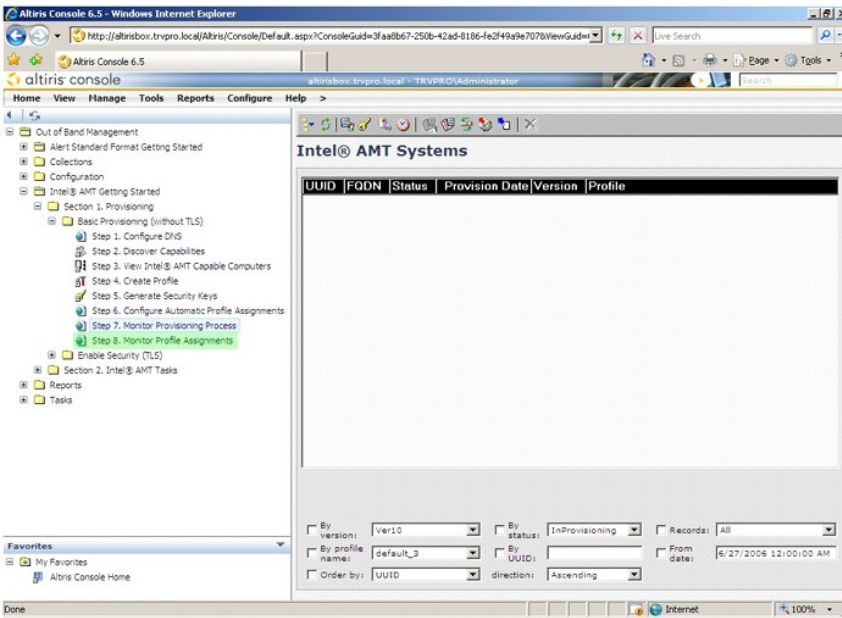 Altiris Console 6.5 - Windows Internet Explorer
http://altirisbox.trvpro.local/Altiris/Console/Default.aspx?ConsoleGuid=3faa8b67-250b-42ad-8186-fe2f49a9e707&ViewGuid=
Live Search
Altiris Console 6.5
Page
Tools
altiris console
altirisbox.trvpro.local - TRVPRO\Administrator
Search
Home View Manage Tools Reports Configure Help >
Out of Band Management
Alert Standard Format Getting Started
Collections
Configuration
Intel® AMT Getting Started
Section 1. Provisioning
Basic Provisioning (without TLS)
Step 1. Configure DNS
Step 2. Discover Capabilities
Step 3. View Intel® AMT Capable Computers
Step 4. Create Profile
Step 5. Generate Security Keys
Step 6. Configure Automatic Profile Assignments
Step 7. Monitor Provisioning Process
Step 8. Monitor Profile Assignments
Enable Security (TLS)
Section 2. Intel® AMT Tasks
Reports
Tasks
Favorites
My Favorites
Altiris Console Home
Intel® AMT Systems
UUID FQDN Status Provision Date Version Profile
By version: Ver10 By status: InProvisioning Records: All
By profile name: default_3 By UUID: From date: 6/27/2006 12:00:00 AM
Order by: UUID direction: Ascending
Done
Internet
100%